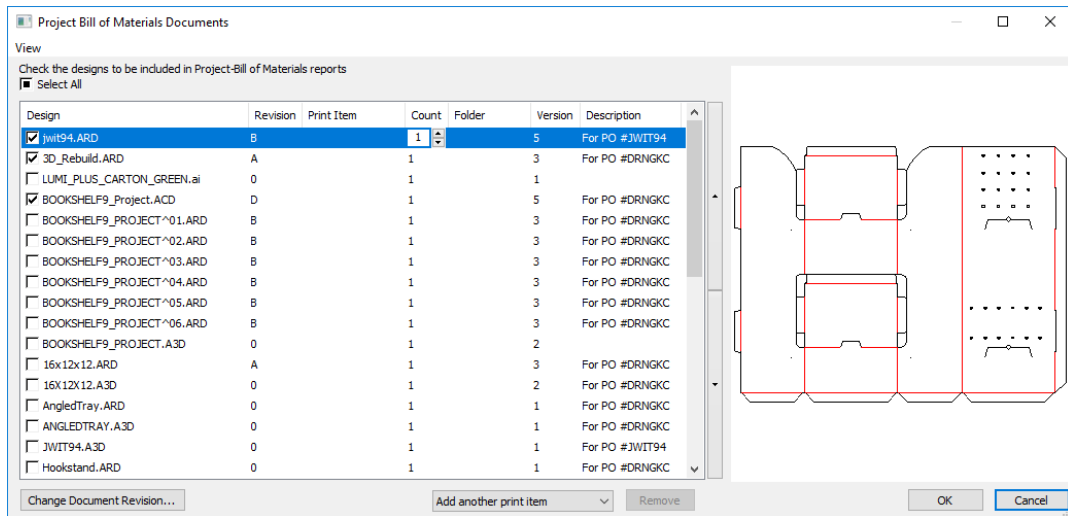 Project Bill of Materials Documents
View
Check the designs to be included in Project-Bill of Materials reports
Select All
Design Revision Print Item Count Folder Version Description
jwit94.ARD B 1 5 For PO #JWIT94
3D_Rebuild.ARD A 1 3 For PO #DRNGKC
LUMI_PLUS_CARTON_GREEN.ai 0 1 1
BOOKSHELF9_Project.ACD D 1 5 For PO #DRNGKC
BOOKSHELF9_PROJECT^01.ARD B 1 3 For PO #DRNGKC
BOOKSHELF9_PROJECT^02.ARD B 1 3 For PO #DRNGKC
BOOKSHELF9_PROJECT^03.ARD B 1 3 For PO #DRNGKC
BOOKSHELF9_PROJECT^04.ARD B 1 3 For PO #DRNGKC
BOOKSHELF9_PROJECT^05.ARD B 1 3 For PO #DRNGKC
BOOKSHELF9_PROJECT^06.ARD B 1 3 For PO #DRNGKC
BOOKSHELF9_PROJECT.A3D 0 1 2
16x12x12.ARD A 1 3 For PO #DRNGKC
16X12X12.A3D 0 1 2 For PO #DRNGKC
AngledTray.ARD 0 1 1 For PO #DRNGKC
ANGLEDTRAY.A3D 0 1 1 For PO #DRNGKC
JWIT94.A3D 0 1 1 For PO #JWIT94
Hookstand.ARD 0 1 1 For PO #DRNGKC
Change Document Revision... Add another print item Remove OK Cancel